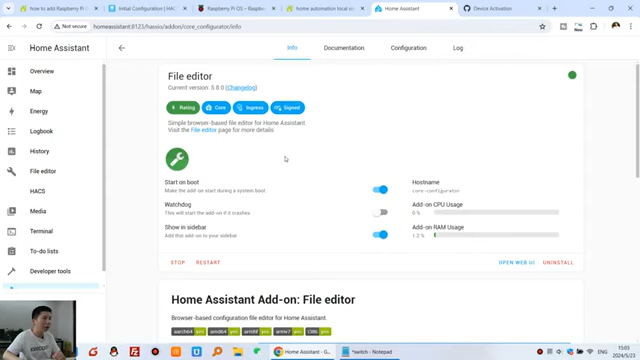 how to add Raspberry Pi
Initial Configuration | HAC
Raspberry Pi OS – Raspb
home automation local wi
Home Assistant
Device Activation
Not secure
homeassistant:8123/hassio/addon/core_configurator/info
Home Assistant
Info
Documentation
Configuration
Log
Overview
Map
Energy
Logbook
History
File editor
HACS
Media
Terminal
To-do lists
Developer tools
File editor
Current version: 5.8.0 (Changelog)
Rating
Core
Ingress
Signed
Simple browser-based file editor for Home Assistant
Visit the File editor page for more details
Start on boot
Make the add-on start during a system boot
Watchdog
This will start the add-on if it crashes
Show in sidebar
Add this add-on to your sidebar
Hostname
core-configurator
Add-on CPU Usage
0 %
Add-on RAM Usage
1.2 %
STOP
RESTART
OPEN WEB UI
UNINSTALL
Home Assistant Add-on: File editor
Browser-based configuration file editor for Home Assistant.
aarch64 yes
amd64 yes
armhf yes
armv7 yes
i386 yes
Home Assistant - G
*switch - Notepad
ENG
15:03
2024/5/23